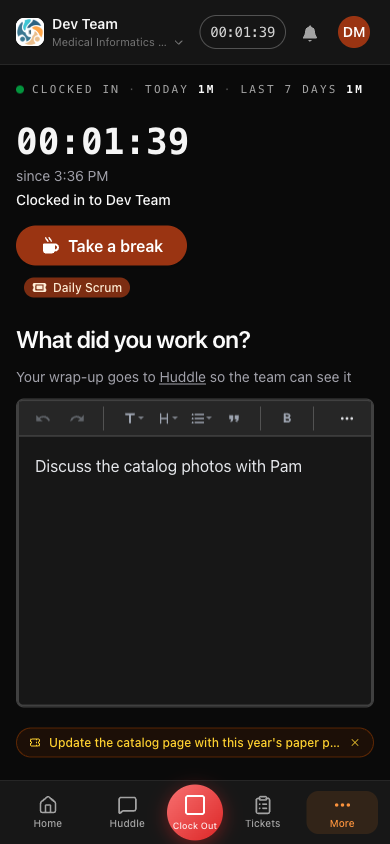 Dev Team
Medical Informatics ...
00:01:39
DM
CLOCKED IN · TODAY 1M · LAST 7 DAYS 1M
00:01:39
since 3:36 PM
Clocked in to Dev Team
Take a break
Daily Scrum
What did you work on?
Your wrap-up goes to Huddle so the team can see it
T H B ...
Discuss the catalog photos with Pam
Update the catalog page with this year's paper p...
Home
Huddle
Clock Out
Tickets
More